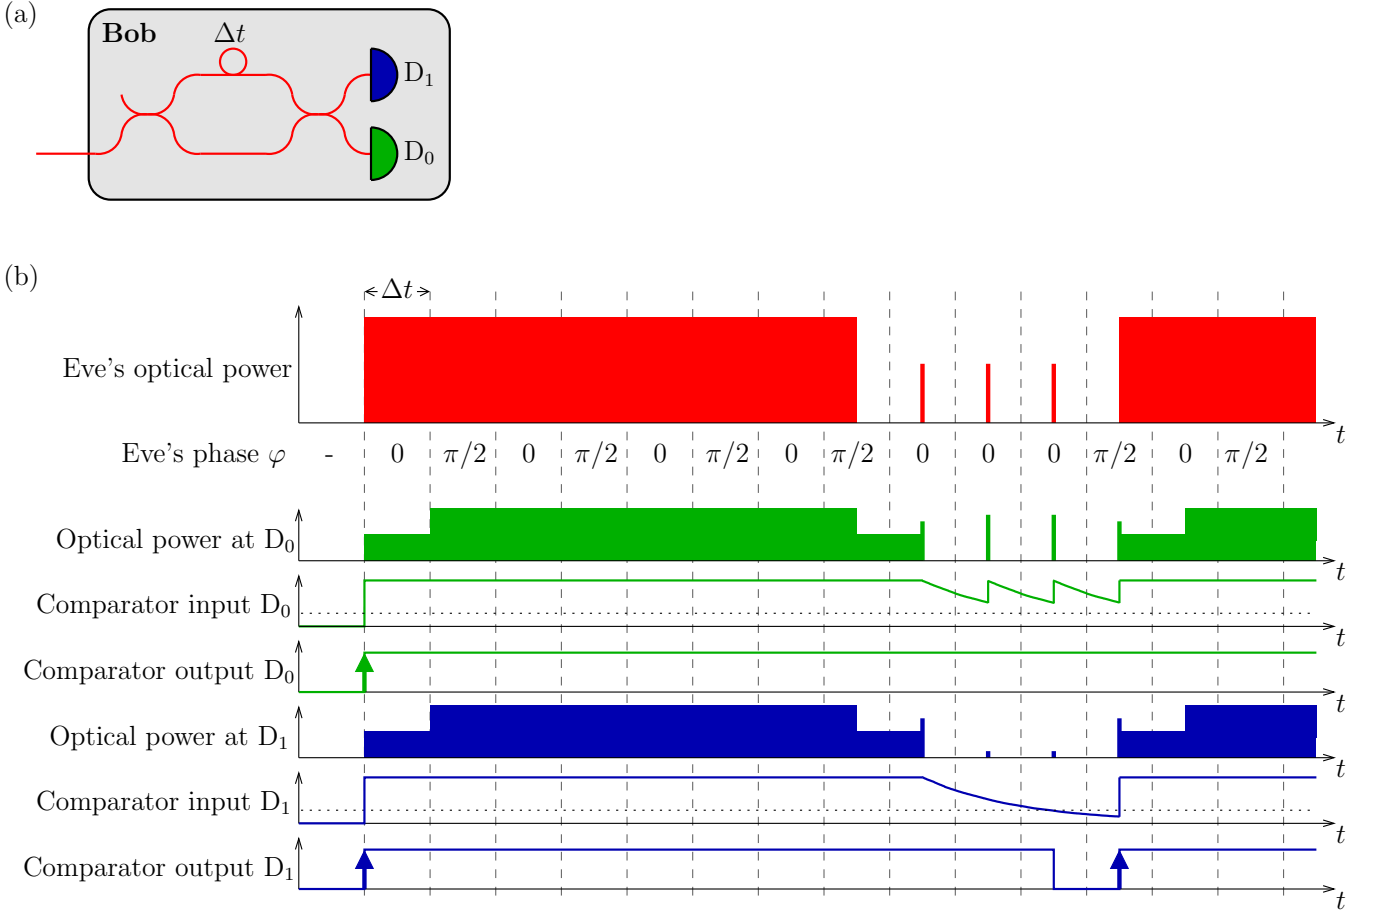 (a)
Bob
Δt
D₁
D₀
(b)
Δt
Eve's optical power
t
Eve's phase φ - 0 π/2 0 π/2 0 π/2 0 π/2 0 0 0 π/2 0 π/2
Optical power at D₀
t
Comparator input D₀
t
Comparator output D₀
t
Optical power at D₁
t
Comparator input D₁
t
Comparator output D₁
t